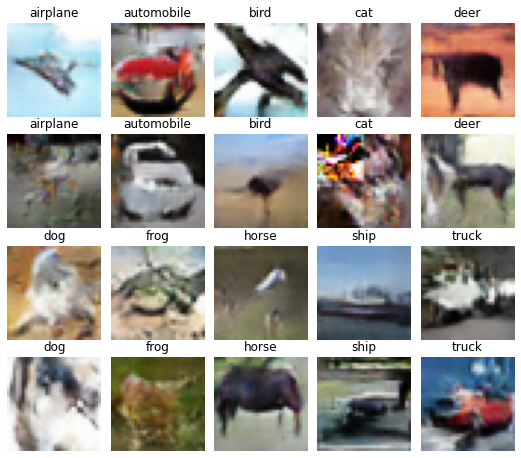 airplane automobile bird cat deer
airplane automobile bird cat deer
dog frog horse ship truck
dog frog horse ship truck